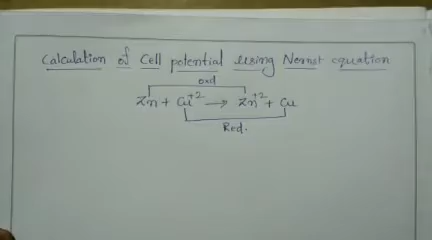 Calculation of Cell potential using Nernst equation
oxd
Zn + Cu+2 → Zn+2 + Cu
Red.